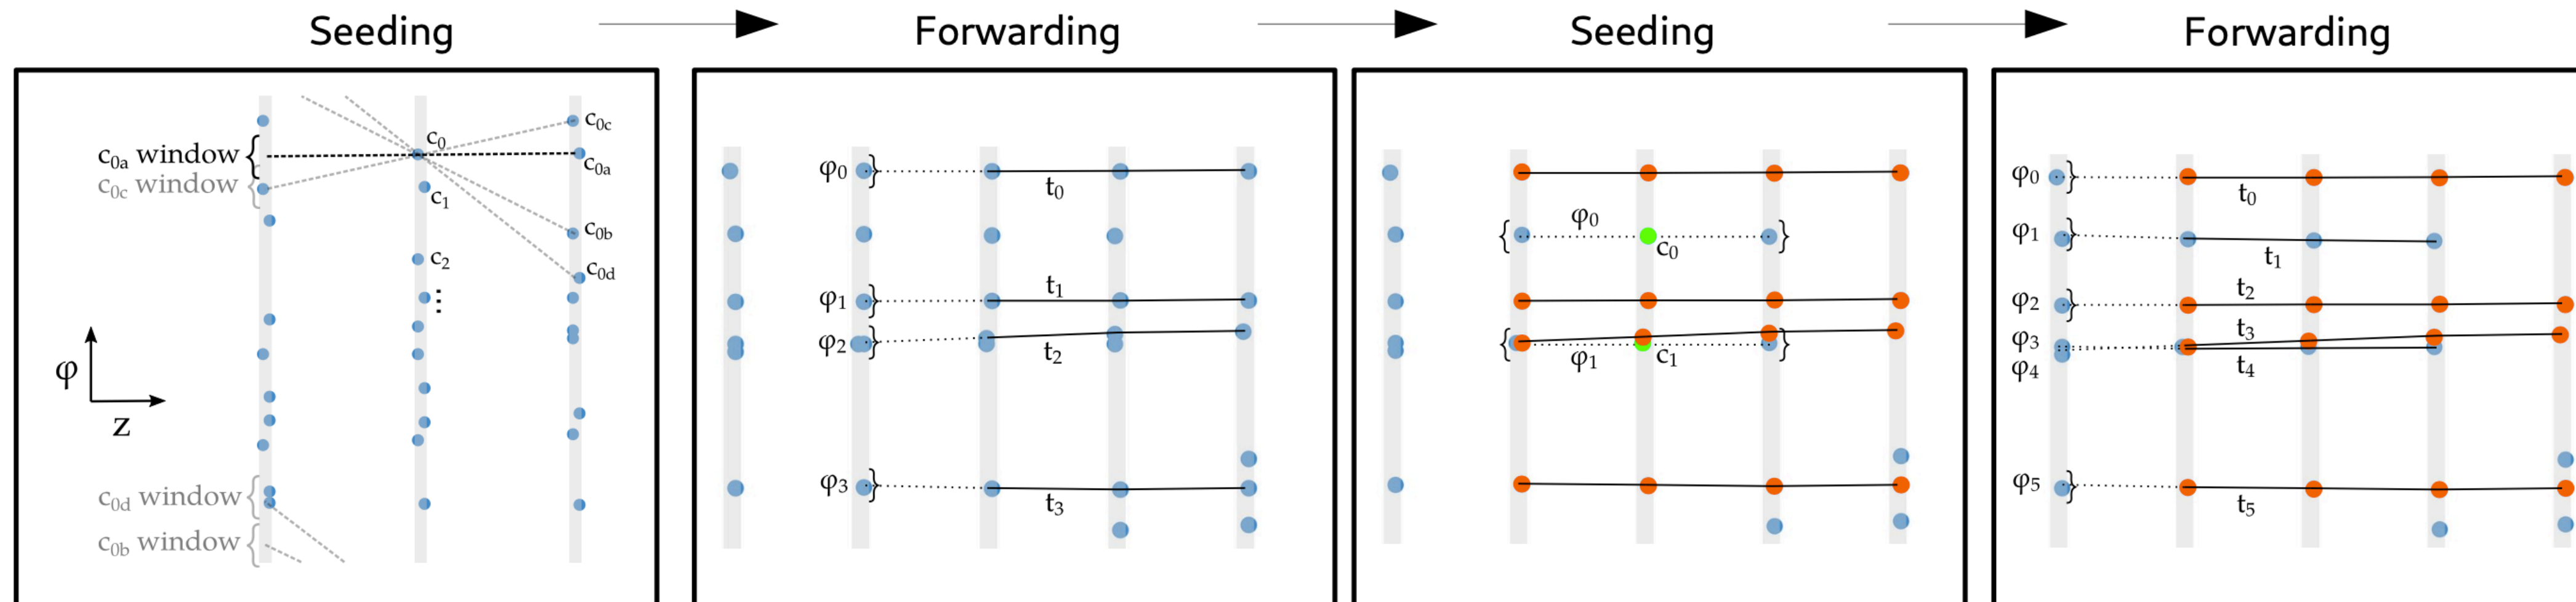 Seeding
Forwarding
Seeding
Forwarding
c0a window
c0c window
c0d window
c0b window
φ
z
c0
c1
c2
⋮
c0c
c0a
c0b
c0d
φ0
t0
φ1
t1
φ2
t2
φ3
t3
φ0
c0
φ1
c1
φ0
t0
φ1
t1
φ2
t2
φ3
t3
φ4
t4
φ5
t5